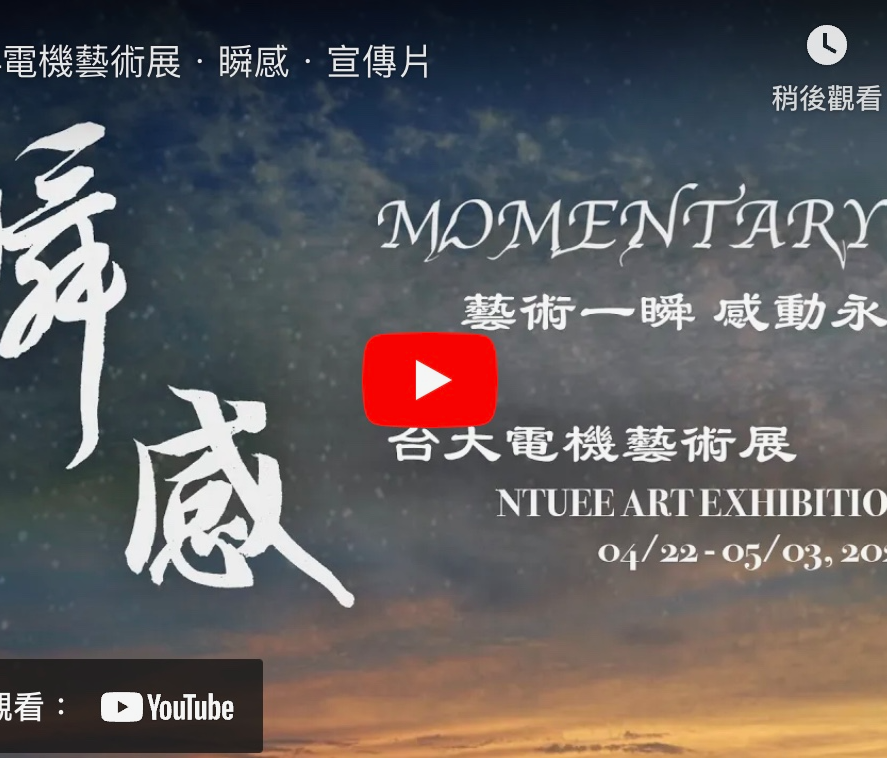 電機藝術展．瞬感．宣傳片
稍後觀看
瞬
感
MOMENTARY
藝術一瞬 感動永
台大電機藝術展
NTUEE ART EXHIBITIO
04/22 - 05/03, 202
觀看：
YouTube